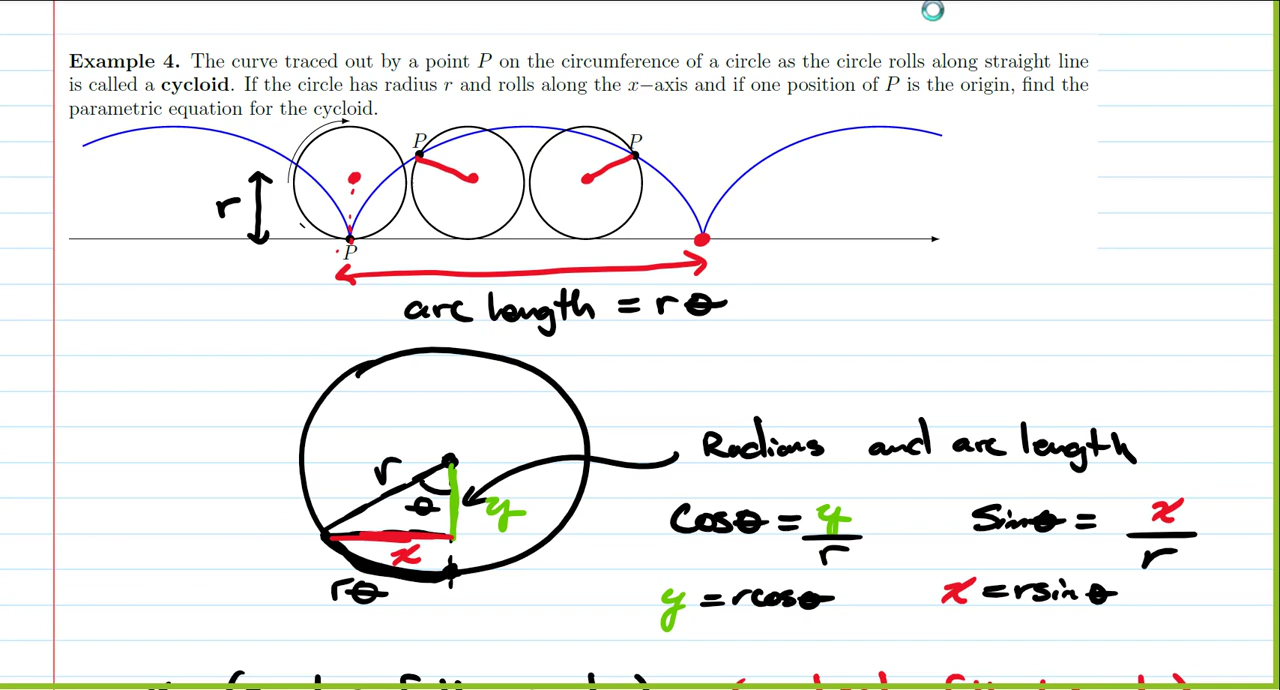 Example 4. The curve traced out by a point P on the circumference of a circle as the circle rolls along straight line
is called a cycloid. If the circle has radius r and rolls along the x−axis and if one position of P is the origin, find the
parametric equation for the cycloid.
P P
r
P
arc length = rθ
Radians and arc length
r
θ y
cosθ = y/r sinθ = x/r
x
rθ
y = rcosθ x = rsinθ